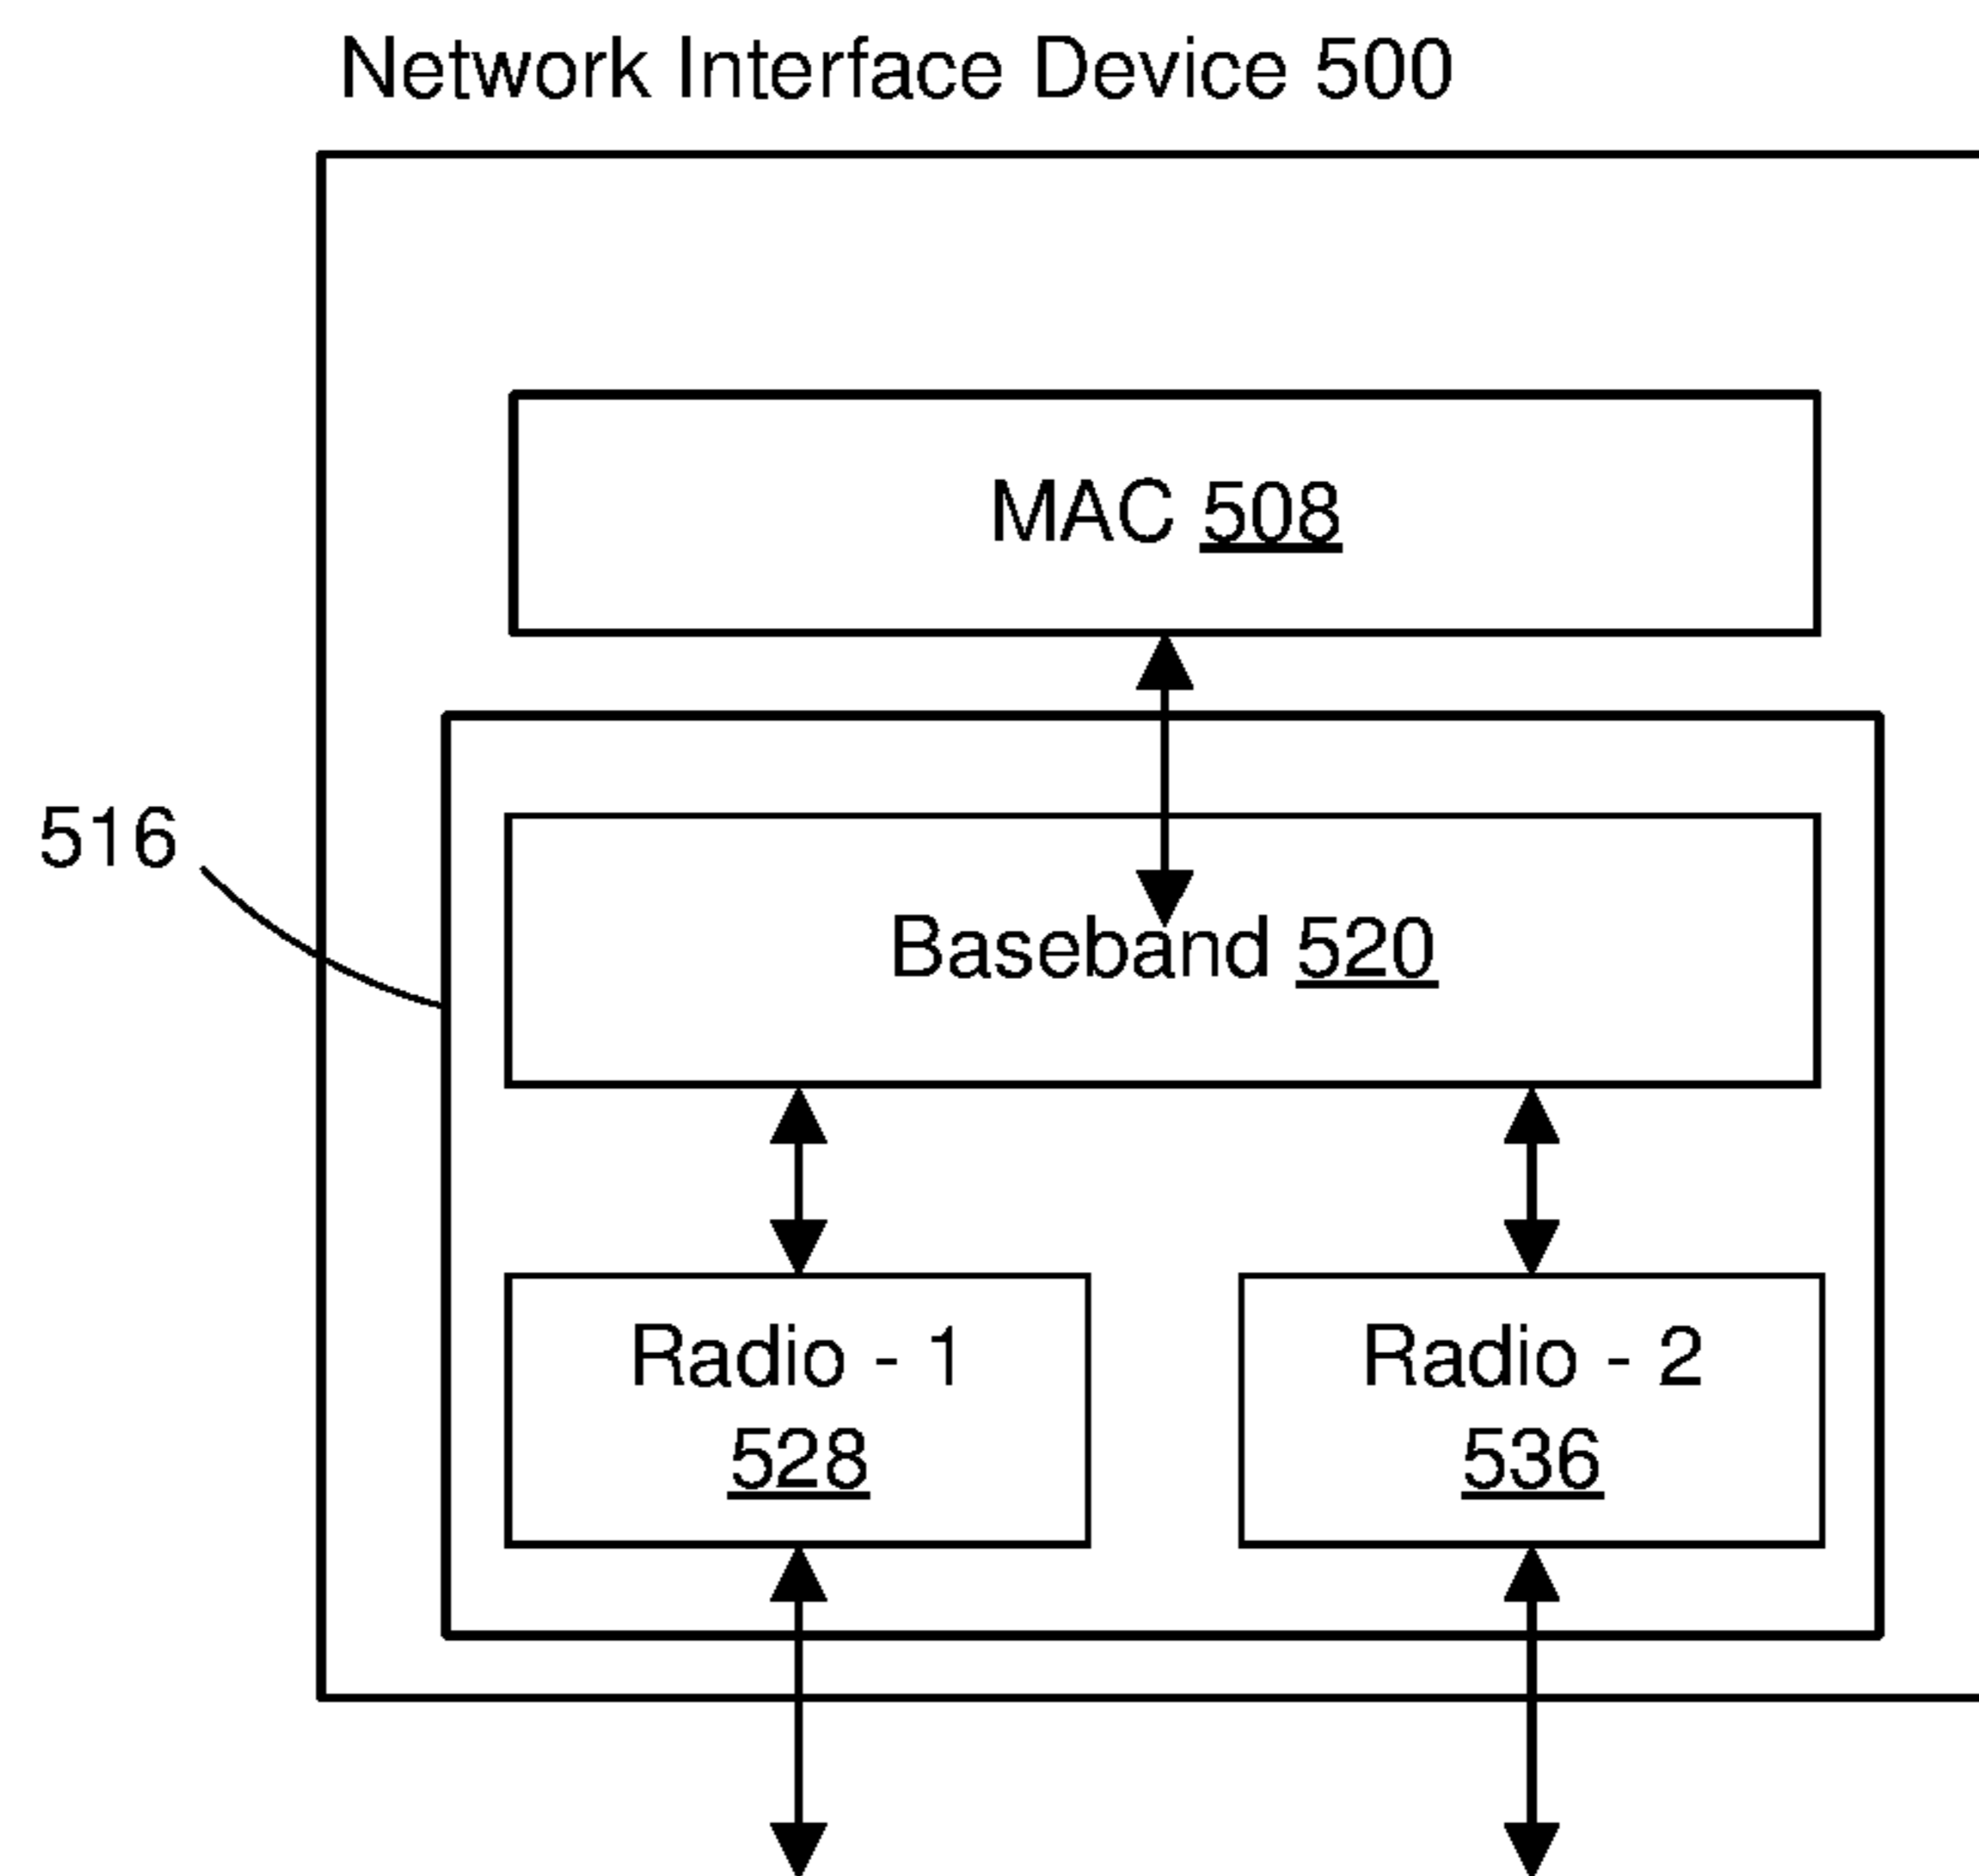 Network Interface Device 500
MAC 508
516
Baseband 520
Radio - 1
528
Radio - 2
536